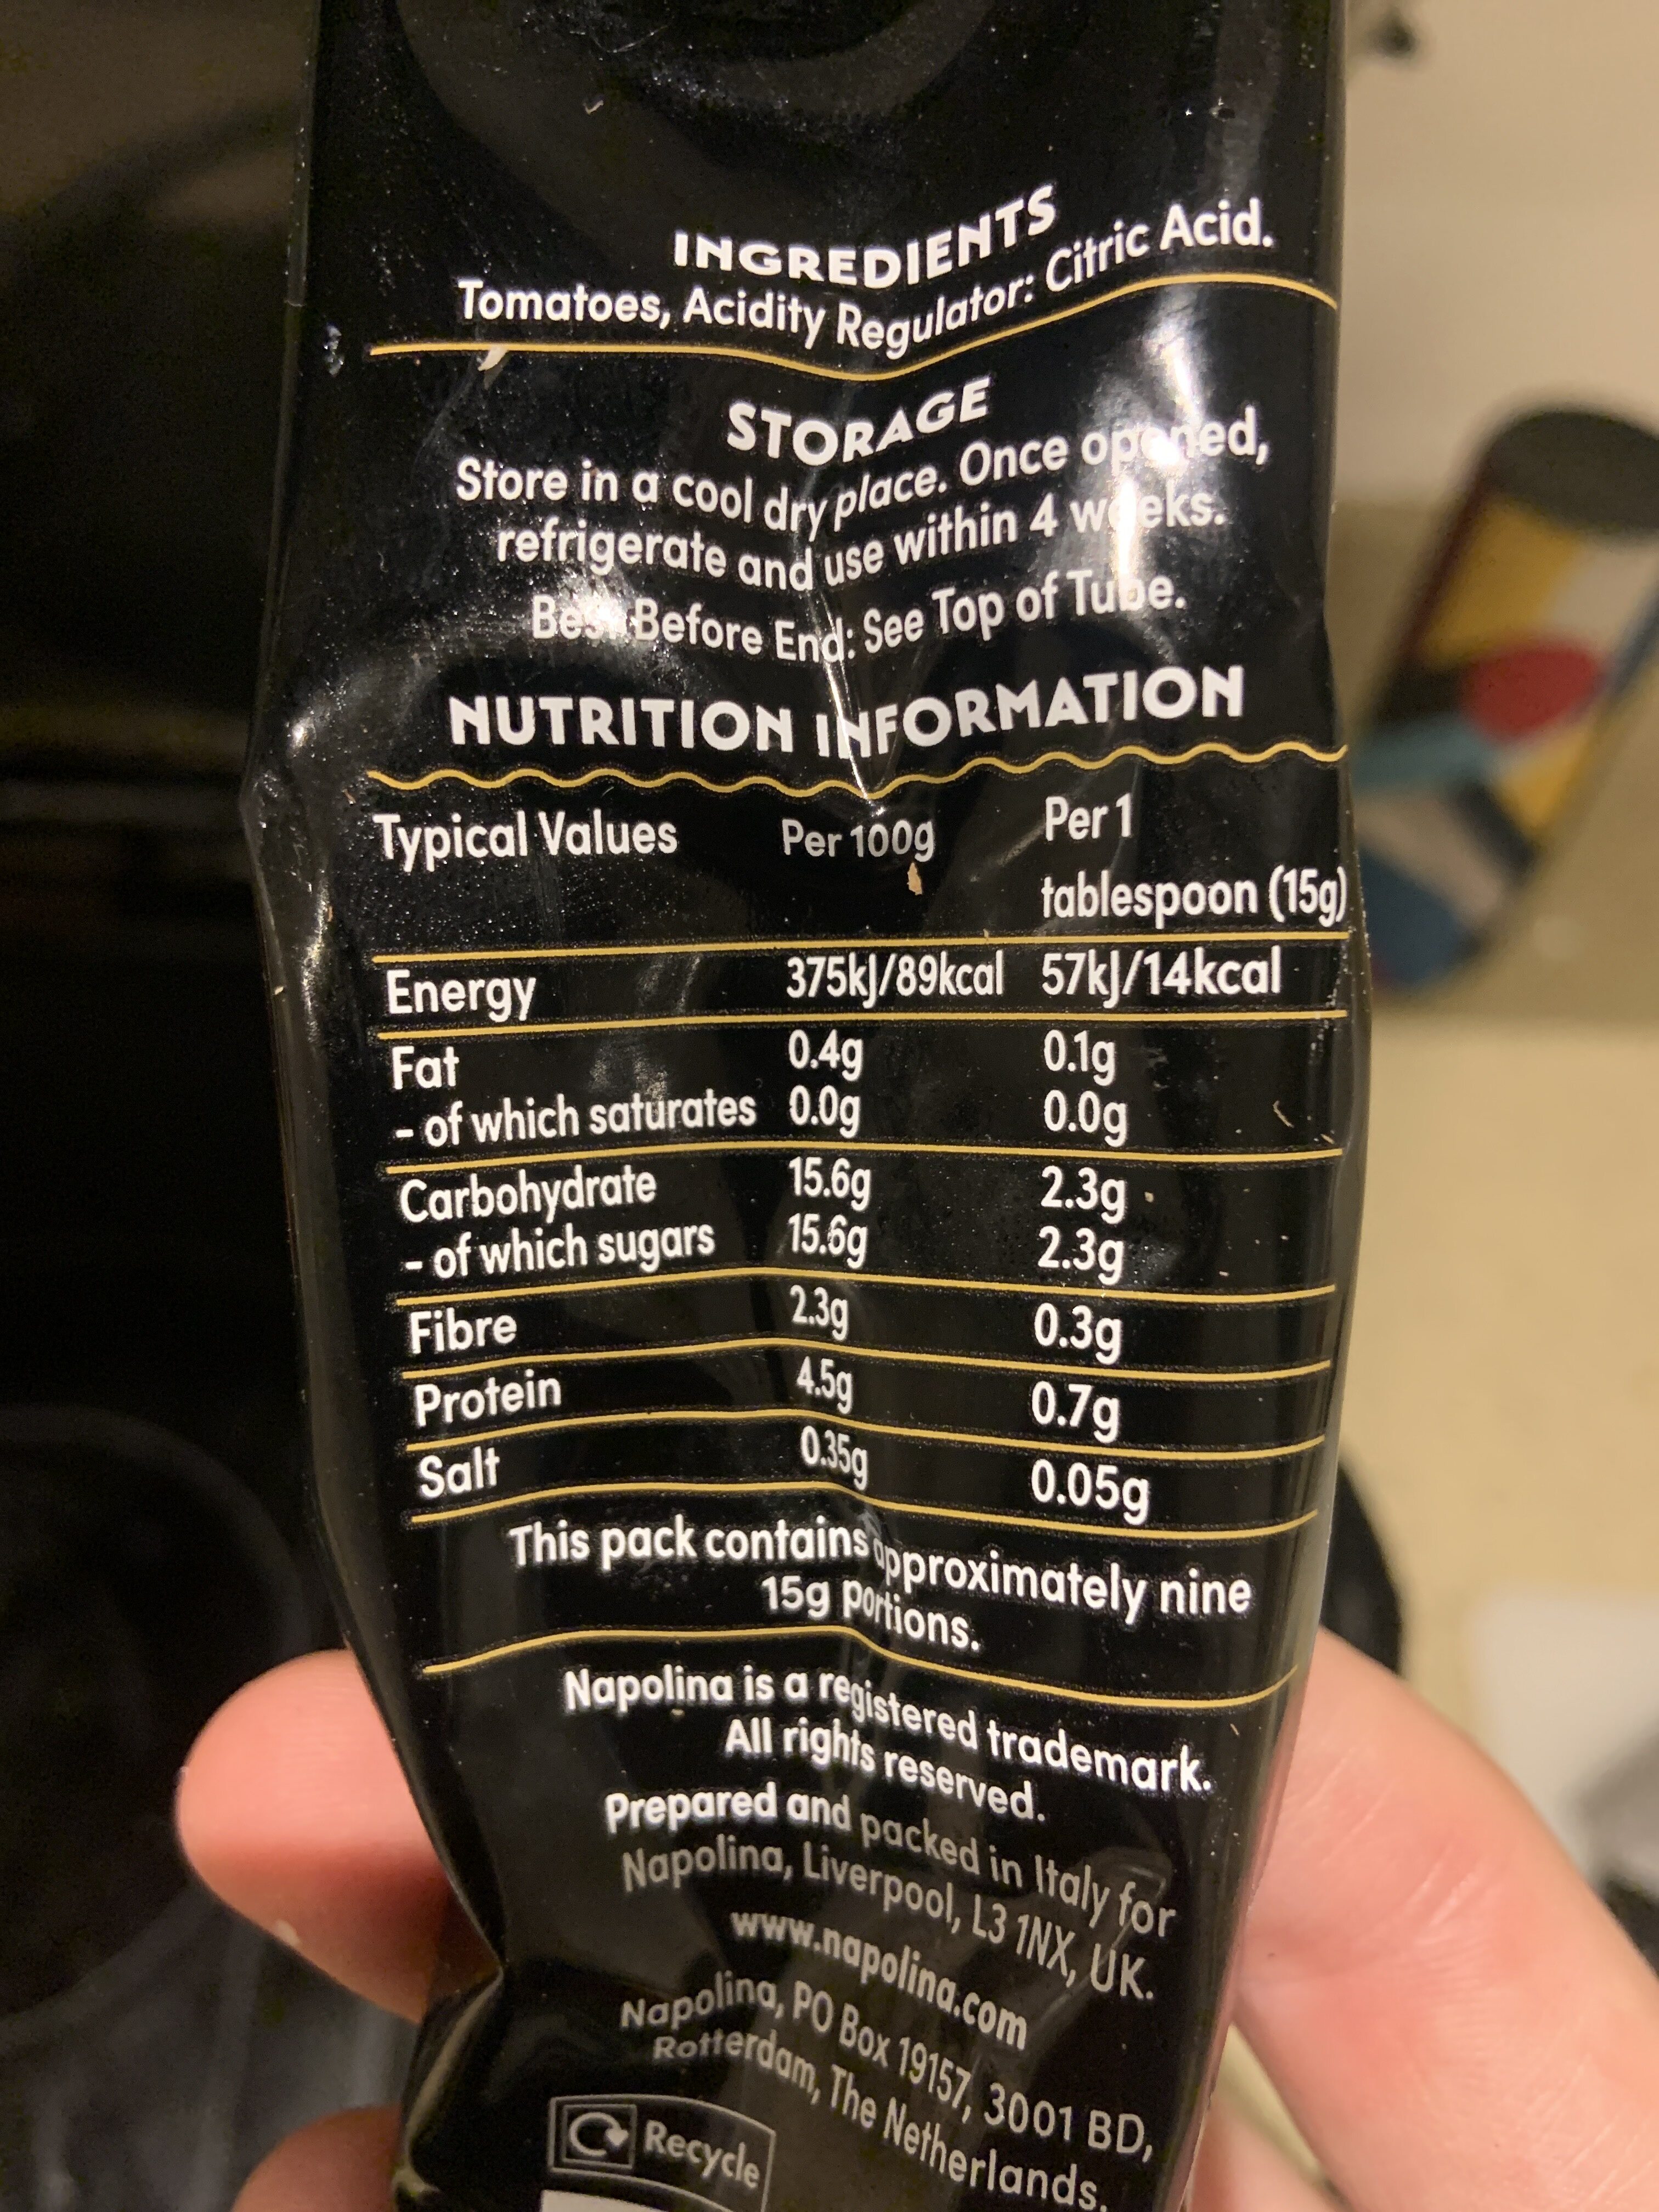 INGREDIENTS
Tomatoes, Acidity Regulator: Citric Acid.
STORAGE
Store in a cool dry place. Once opened,
refrigerate and use within 4 weeks.
Best Before End: See Top of Tube.
NUTRITION INFORMATION
Typical Values Per 100g Per 1
tablespoon (15g)
Energy 375kJ/89kcal 57kJ/14kcal
Fat 0.4g 0.1g
- of which saturates 0.0g 0.0g
Carbohydrate 15.6g 2.3g
- of which sugars 15.6g 2.3g
Fibre 2.3g 0.3g
Protein 4.5g 0.7g
Salt 0.35g 0.05g
This pack contains approximately nine
15g portions.
Napolina is a registered trademark.
All rights reserved.
Prepared and packed in Italy for
Napolina, Liverpool, L3 1NX, UK.
www.napolina.com
Napolina, PO Box 19157, 3001 BD,
Rotterdam, The Netherlands.
Recycle